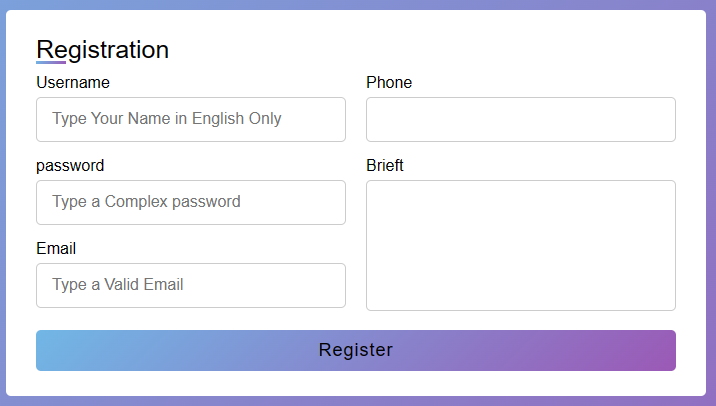 Registration
Username
Type Your Name in English Only
password
Type a Complex password
Email
Type a Valid Email
Phone
Brieft
Register